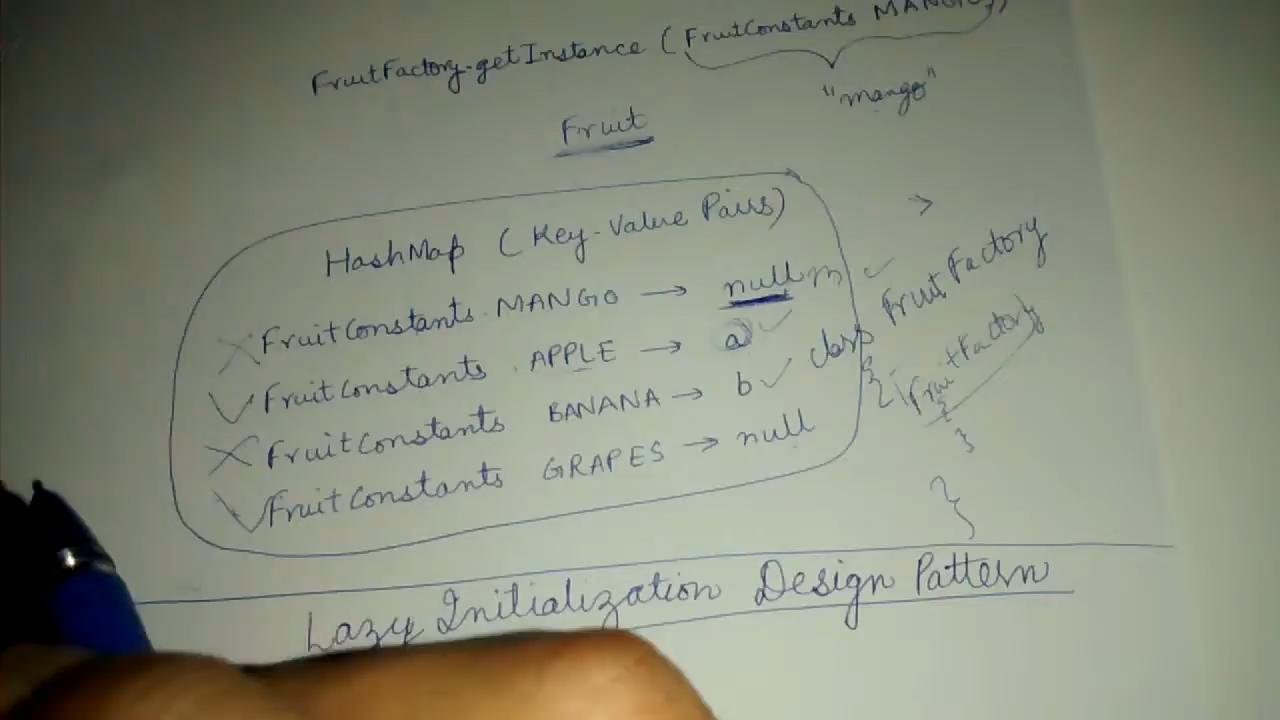 FruitFactory.getInstance (FruitConstants MANGO)
"mango"
Fruit
HashMap (Key-Value Pairs)
FruitConstants. MANGO → null m
FruitConstants .APPLE → a
FruitConstants BANANA → b
FruitConstants GRAPES → null
class FruitFactory
{
FruitFactory
{
}
}
Lazy Initialization Design Pattern